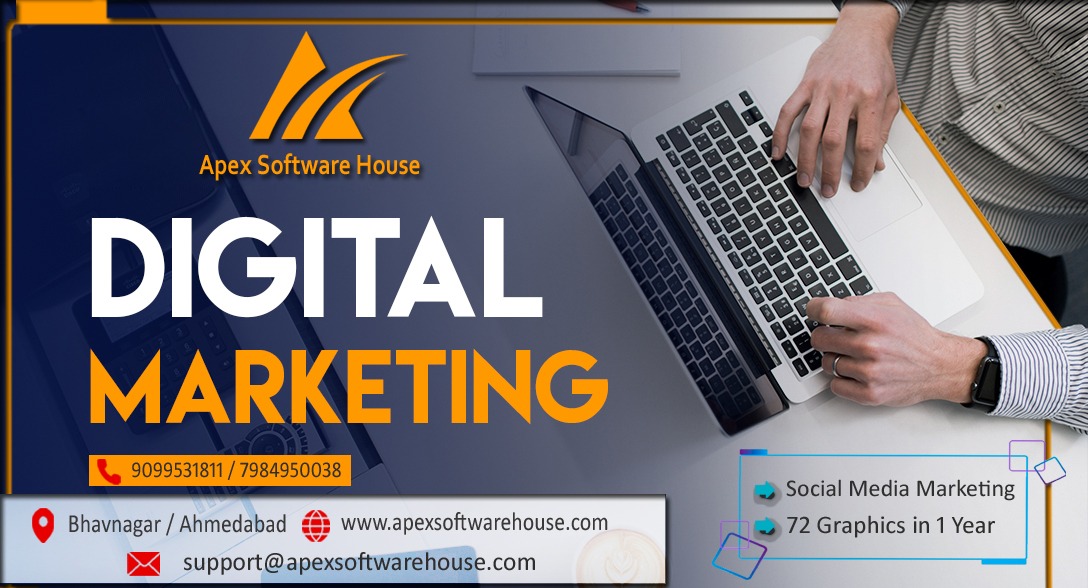 Apex Software House
DIGITAL
MARKETING
9099531811 / 7984950038
Bhavnagar / Ahmedabad
www.apexsoftwarehouse.com
support@apexsoftwarehouse.com
Social Media Marketing
72 Graphics in 1 Year